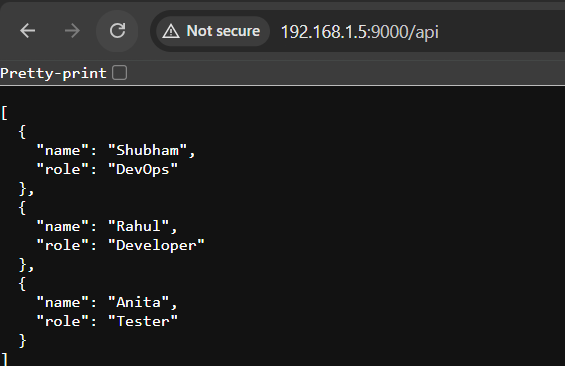 Not secure 192.168.1.5:9000/api
Pretty-print
[
  {
    "name": "Shubham",
    "role": "DevOps"
  },
  {
    "name": "Rahul",
    "role": "Developer"
  },
  {
    "name": "Anita",
    "role": "Tester"
  }
]